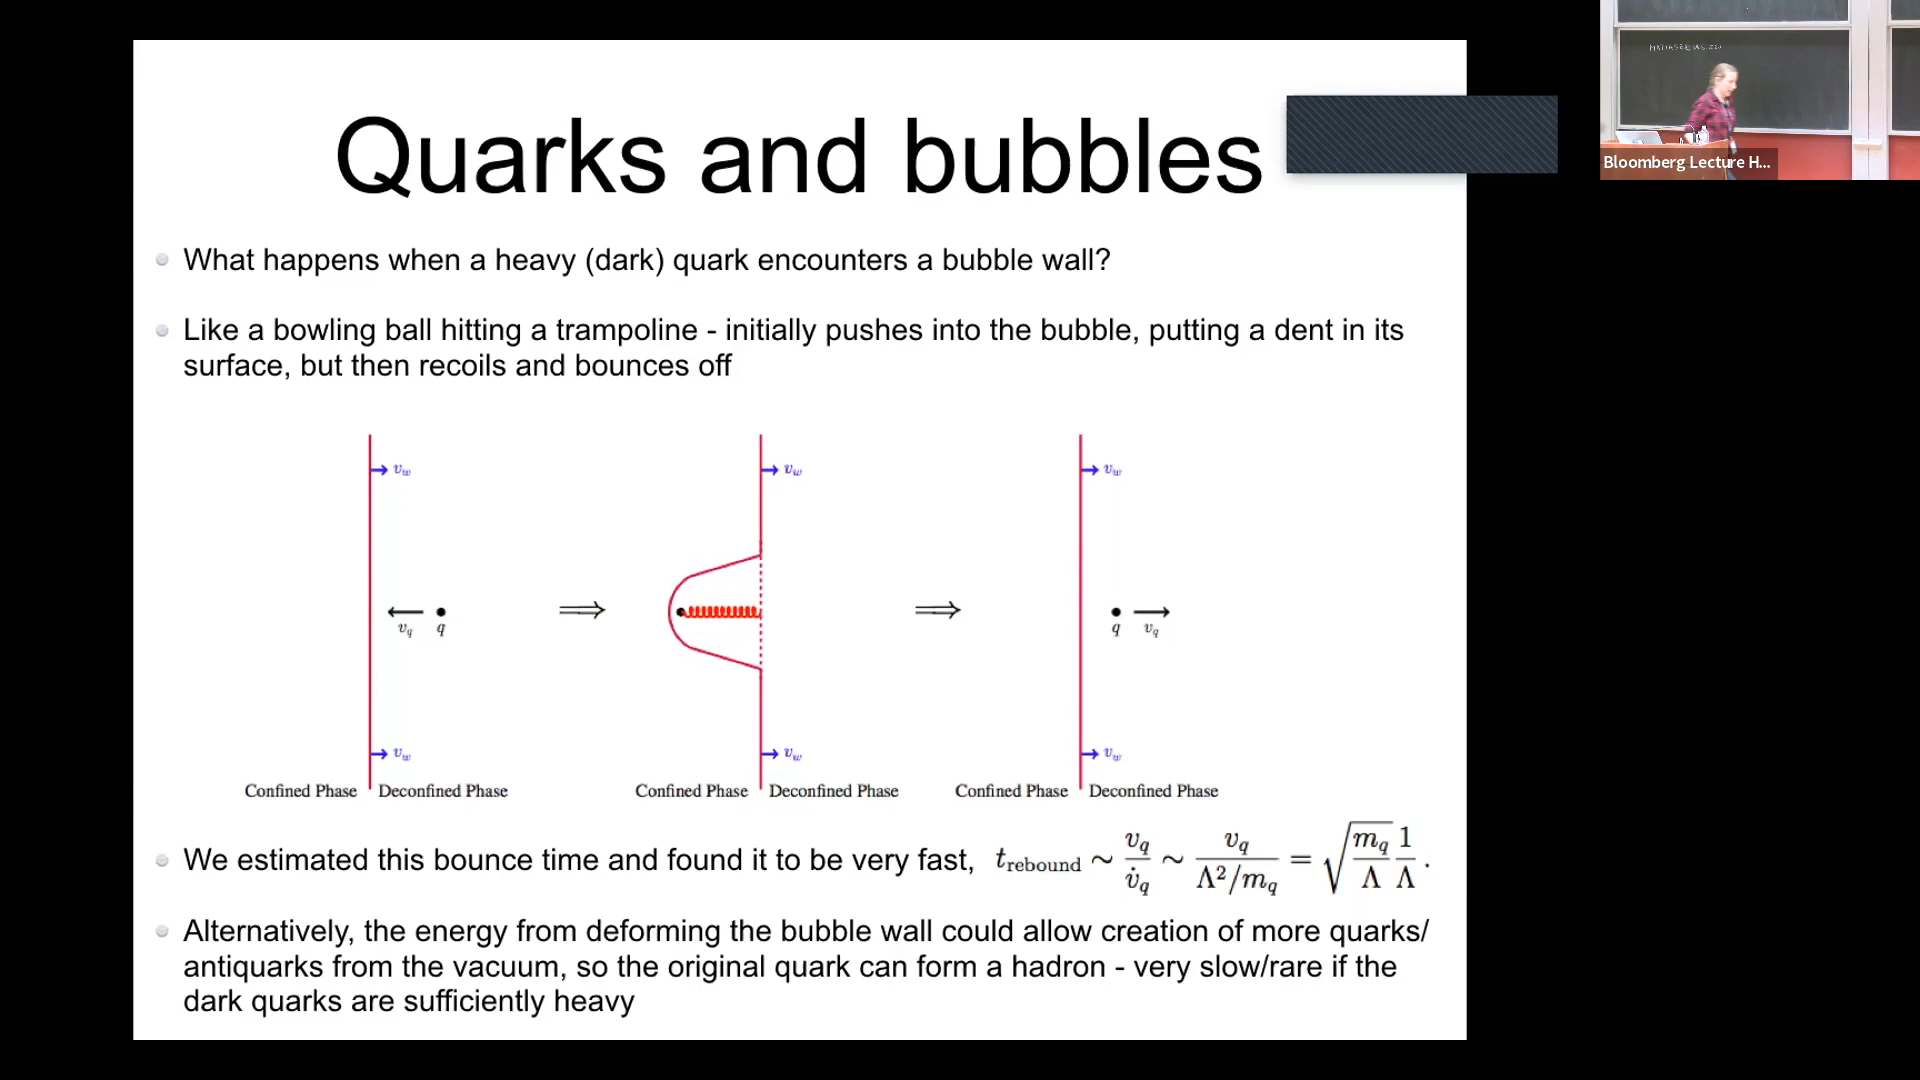 Quarks and bubbles
What happens when a heavy (dark) quark encounters a bubble wall?
Like a bowling ball hitting a trampoline - initially pushes into the bubble, putting a dent in its
surface, but then recoils and bounces off
v_w v_w v_w
v_q q ⟹ ⟹ q v_q
v_w v_w v_w
Confined Phase Deconfined Phase Confined Phase Deconfined Phase Confined Phase Deconfined Phase
We estimated this bounce time and found it to be very fast, t_rebound ~ v_q/v̇_q ~ v_q/(Λ²/m_q) = √(m_q/Λ) 1/Λ .
Alternatively, the energy from deforming the bubble wall could allow creation of more quarks/
antiquarks from the vacuum, so the original quark can form a hadron - very slow/rare if the
dark quarks are sufficiently heavy
Bloomberg Lecture H...